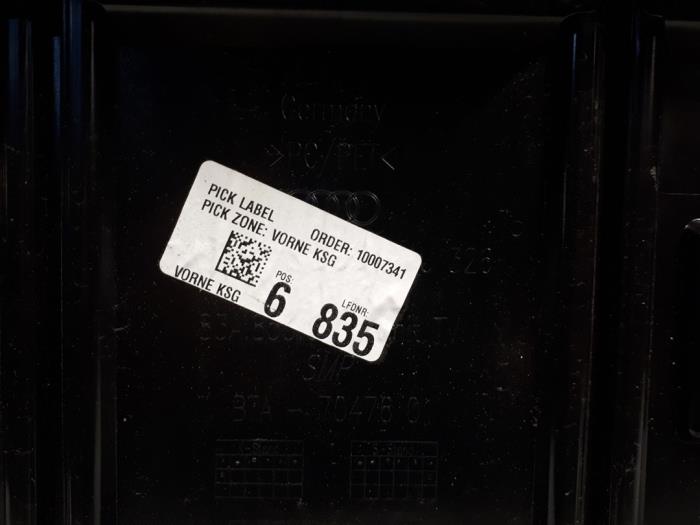 Germany
>PC/PET<
PICK LABEL
ORDER: 10007341
PICK ZONE: VORNE KSG
POS:
LFDNR:
VORNE KSG
6
835
SMP